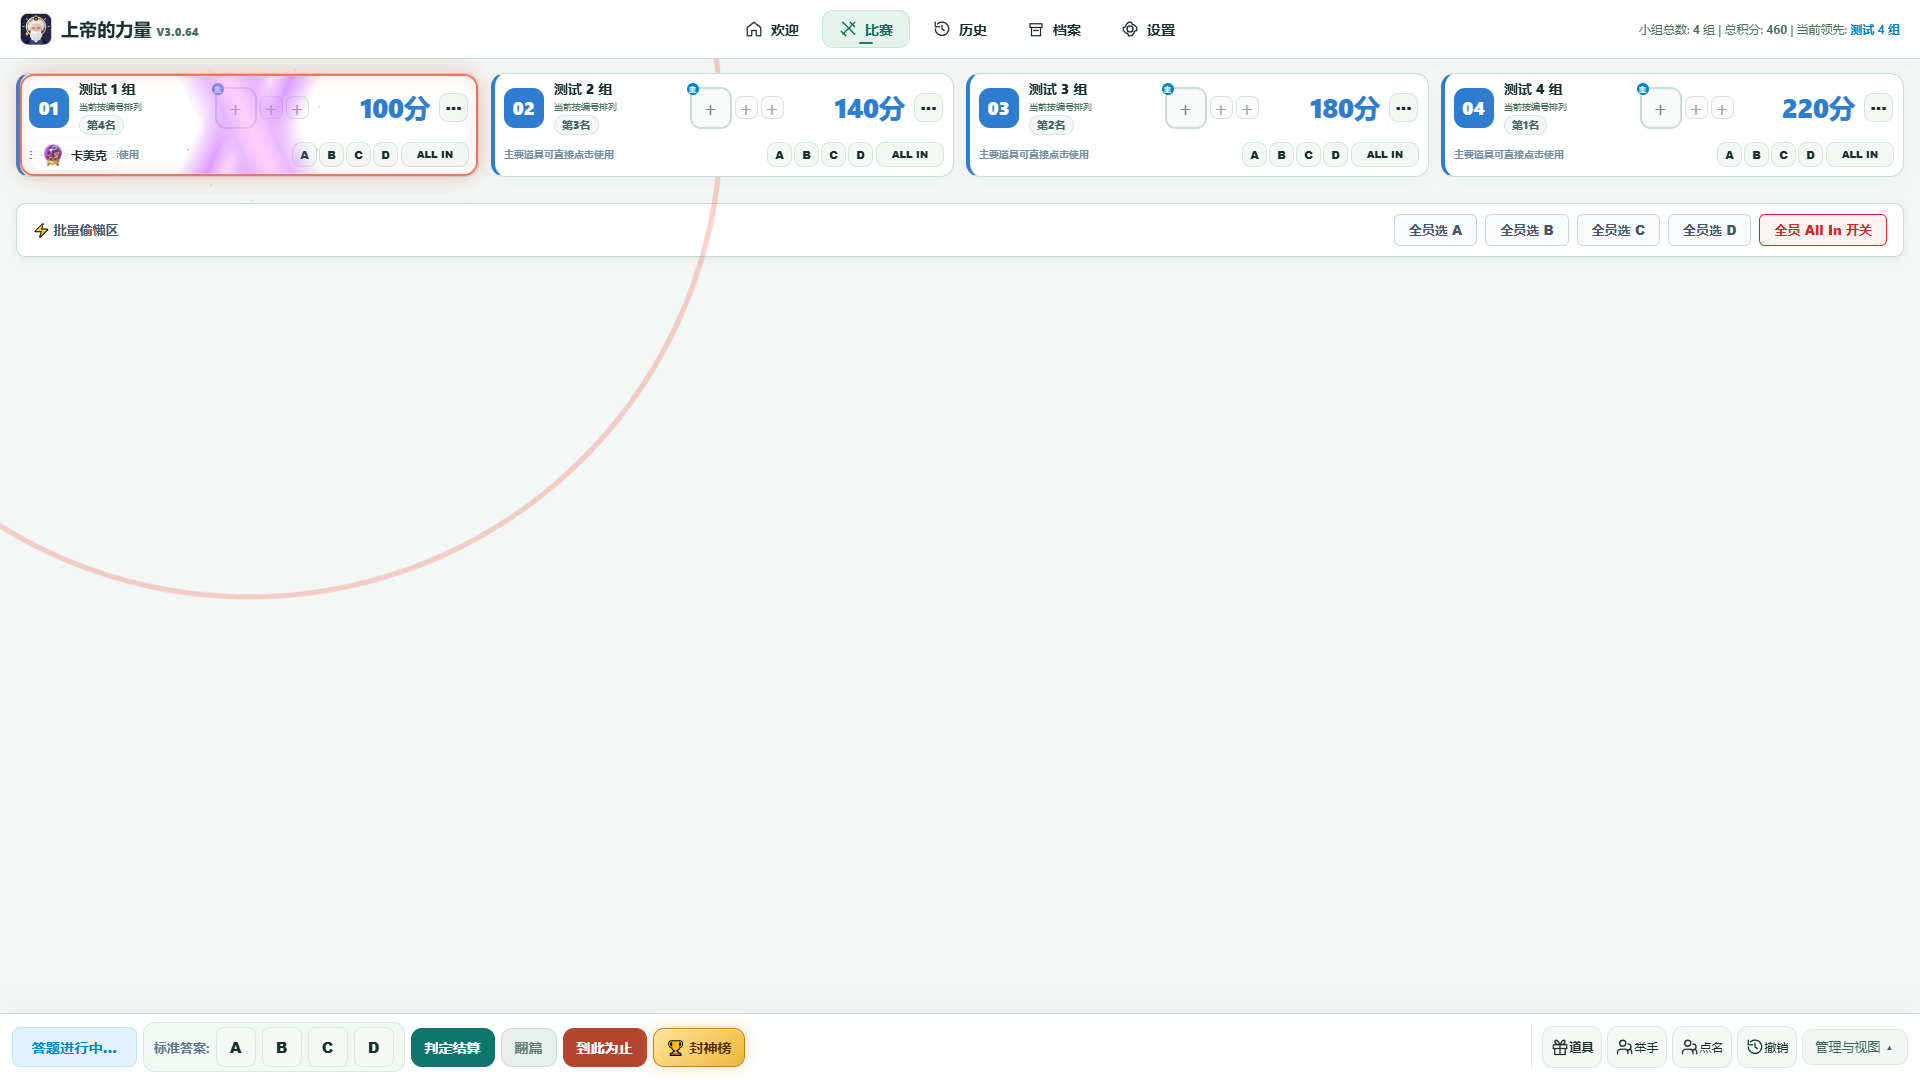 上帝的力量 V3.0.64
欢迎
比赛
历史
档案
设置
小组总数: 4 组 | 总积分: 460 | 当前领先: 测试 4 组
01
测试 1 组
当前按编号排列
第4名
主
+ + +
100分
卡美克
击使用
A B C D ALL IN
02
测试 2 组
当前按编号排列
第3名
主
+ + +
140分
主要道具可直接点击使用
A B C D ALL IN
03
测试 3 组
当前按编号排列
第2名
主
+ + +
180分
主要道具可直接点击使用
A B C D ALL IN
04
测试 4 组
当前按编号排列
第1名
主
+ + +
220分
主要道具可直接点击使用
A B C D ALL IN
批量偷懒区
全员选 A
全员选 B
全员选 C
全员选 D
全员 All In 开关
答题进行中...
标准答案: A B C D
判定结算
翻篇
到此为止
封神榜
道具
举手
点名
撤销
管理与视图